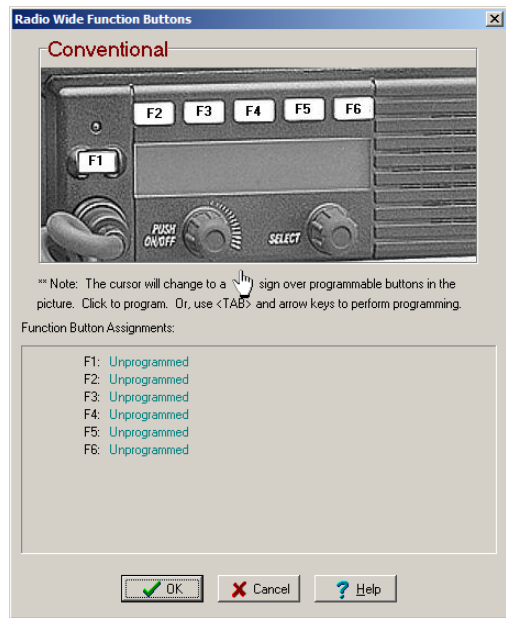 Radio Wide Function Buttons
Conventional
F2 F3 F4 F5 F6
F1
PUSH
ON/OFF
SELECT
** Note: The cursor will change to a sign over programmable buttons in the
picture. Click to program. Or, use <TAB> and arrow keys to perform programming.
Function Button Assignments:
F1: Unprogrammed
F2: Unprogrammed
F3: Unprogrammed
F4: Unprogrammed
F5: Unprogrammed
F6: Unprogrammed
OK Cancel ? Help